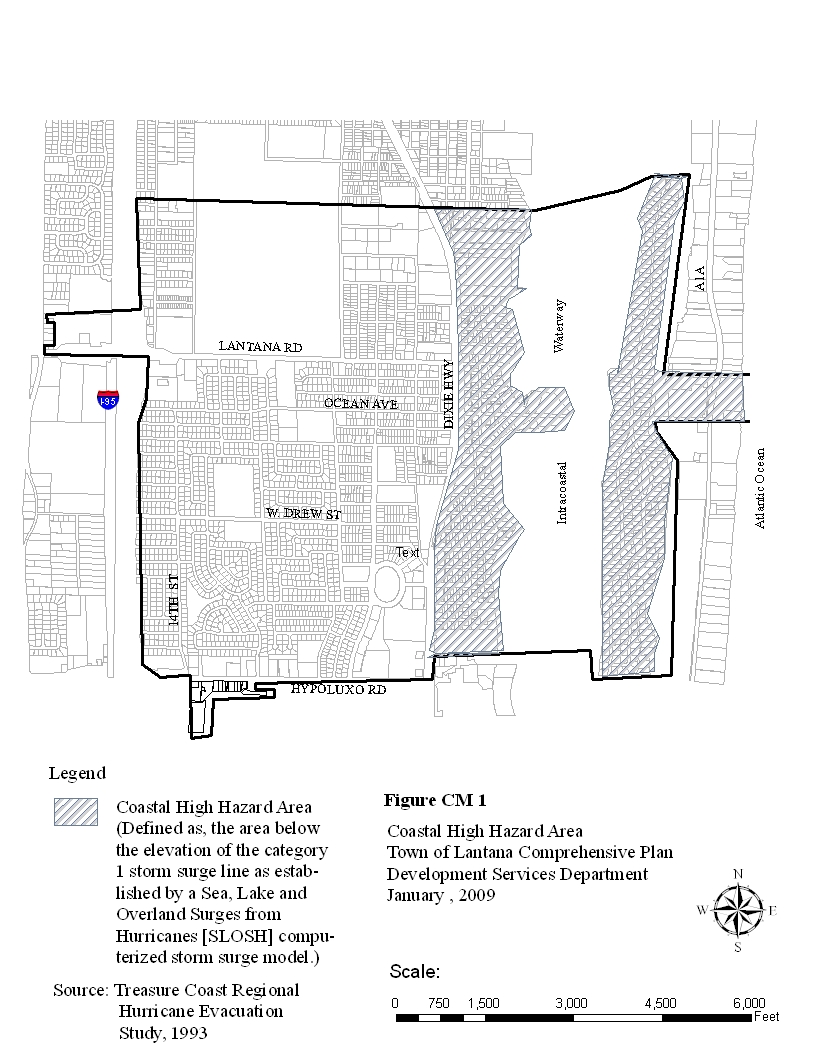 A1A
LANTANA RD
Waterway
DIXIE HWY
I-95
OCEAN AVE
Intracoastal
Atlantic Ocean
W. DREW ST
Text
14TH ST
HYPOLUXO RD
Legend
Coastal High Hazard Area
(Defined as, the area below
the elevation of the category
1 storm surge line as estab-
lished by a Sea, Lake and
Overland Surges from
Hurricanes [SLOSH] compu-
terized storm surge model.)
Source: Treasure Coast Regional
Hurricane Evacuation
Study, 1993
Figure CM 1
Coastal High Hazard Area
Town of Lantana Comprehensive Plan
Development Services Department
January , 2009
N
W E
S
Scale:
0 750 1,500 3,000 4,500 6,000
Feet